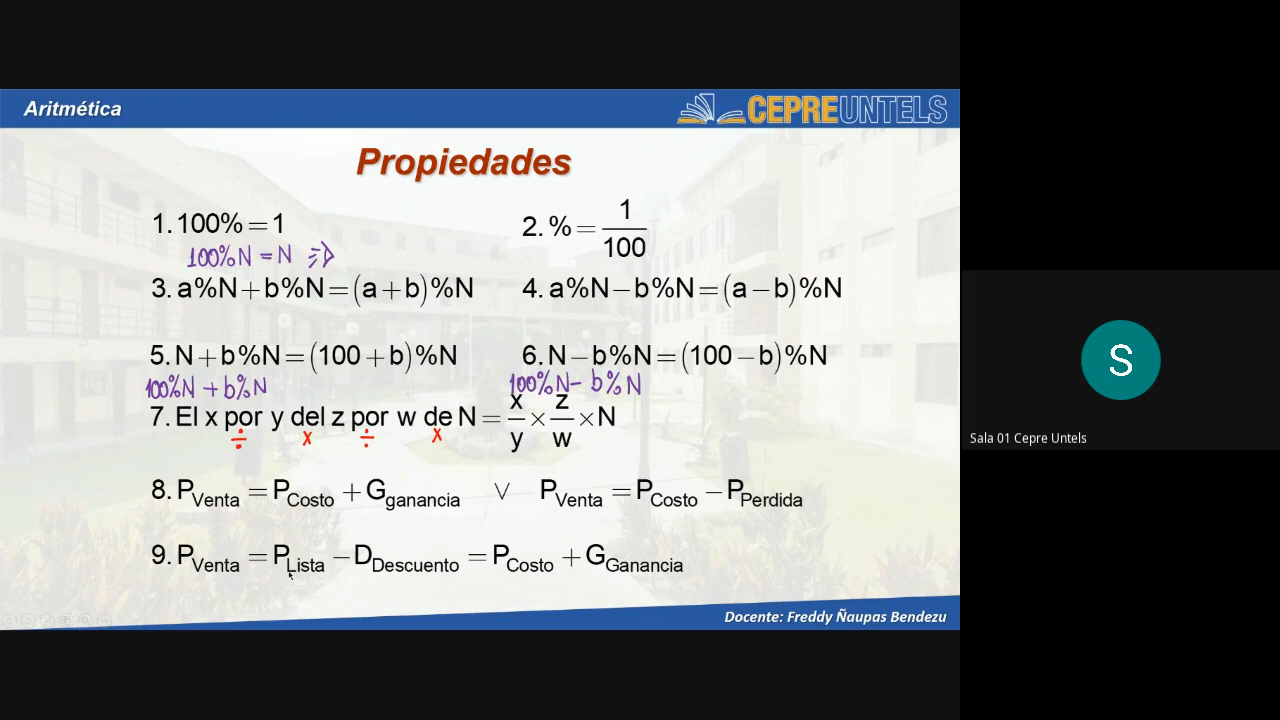 Aritmética
CEPREUNTELS
Propiedades
1. 100% = 1
2. % = 1/100
100%N = N ⇒
3. a%N + b%N = (a + b)%N
4. a%N − b%N = (a − b)%N
5. N + b%N = (100 + b)%N
6. N − b%N = (100 − b)%N
100%N + b%N
100%N − b%N
7. El x por y del z por w de N = x/y × z/w × N
÷ x ÷ x
8. P_Venta = P_Costo + G_ganancia ∨ P_Venta = P_Costo − P_Perdida
9. P_Venta = P_Lista − D_Descuento = P_Costo + G_Ganancia
Docente: Freddy Ñaupas Bendezu
S
Sala 01 Cepre Untels